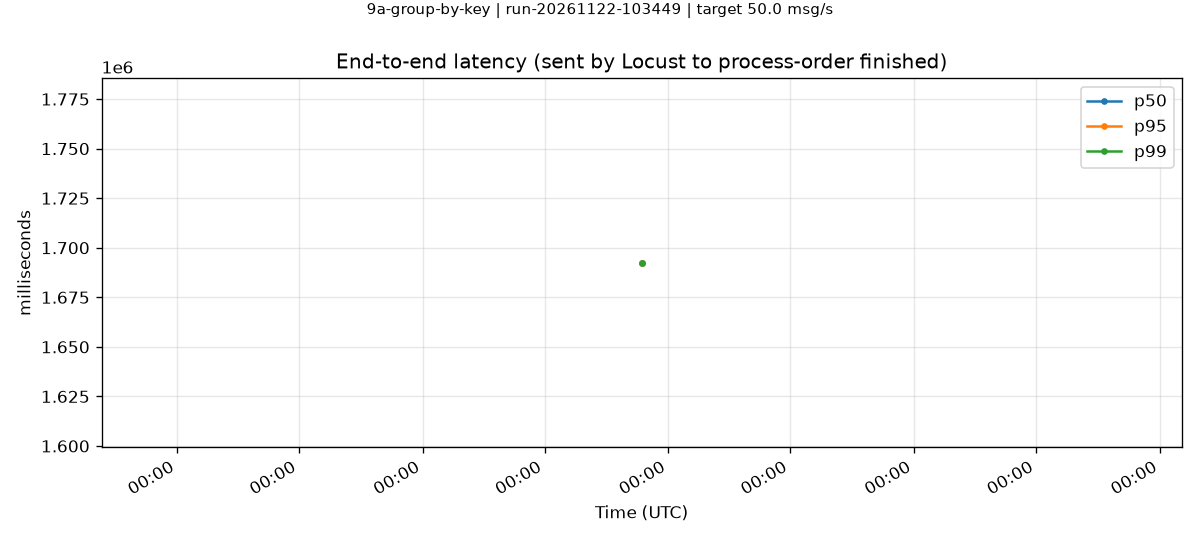 9a-group-by-key | run-20261122-103449 | target 50.0 msg/s
End-to-end latency (sent by Locust to process-order finished)
1e6
1.775
1.750
1.725
1.700
1.675
1.650
1.625
1.600
milliseconds
p50
p95
p99
00:00
00:00
00:00
00:00
00:00
00:00
00:00
00:00
00:00
Time (UTC)